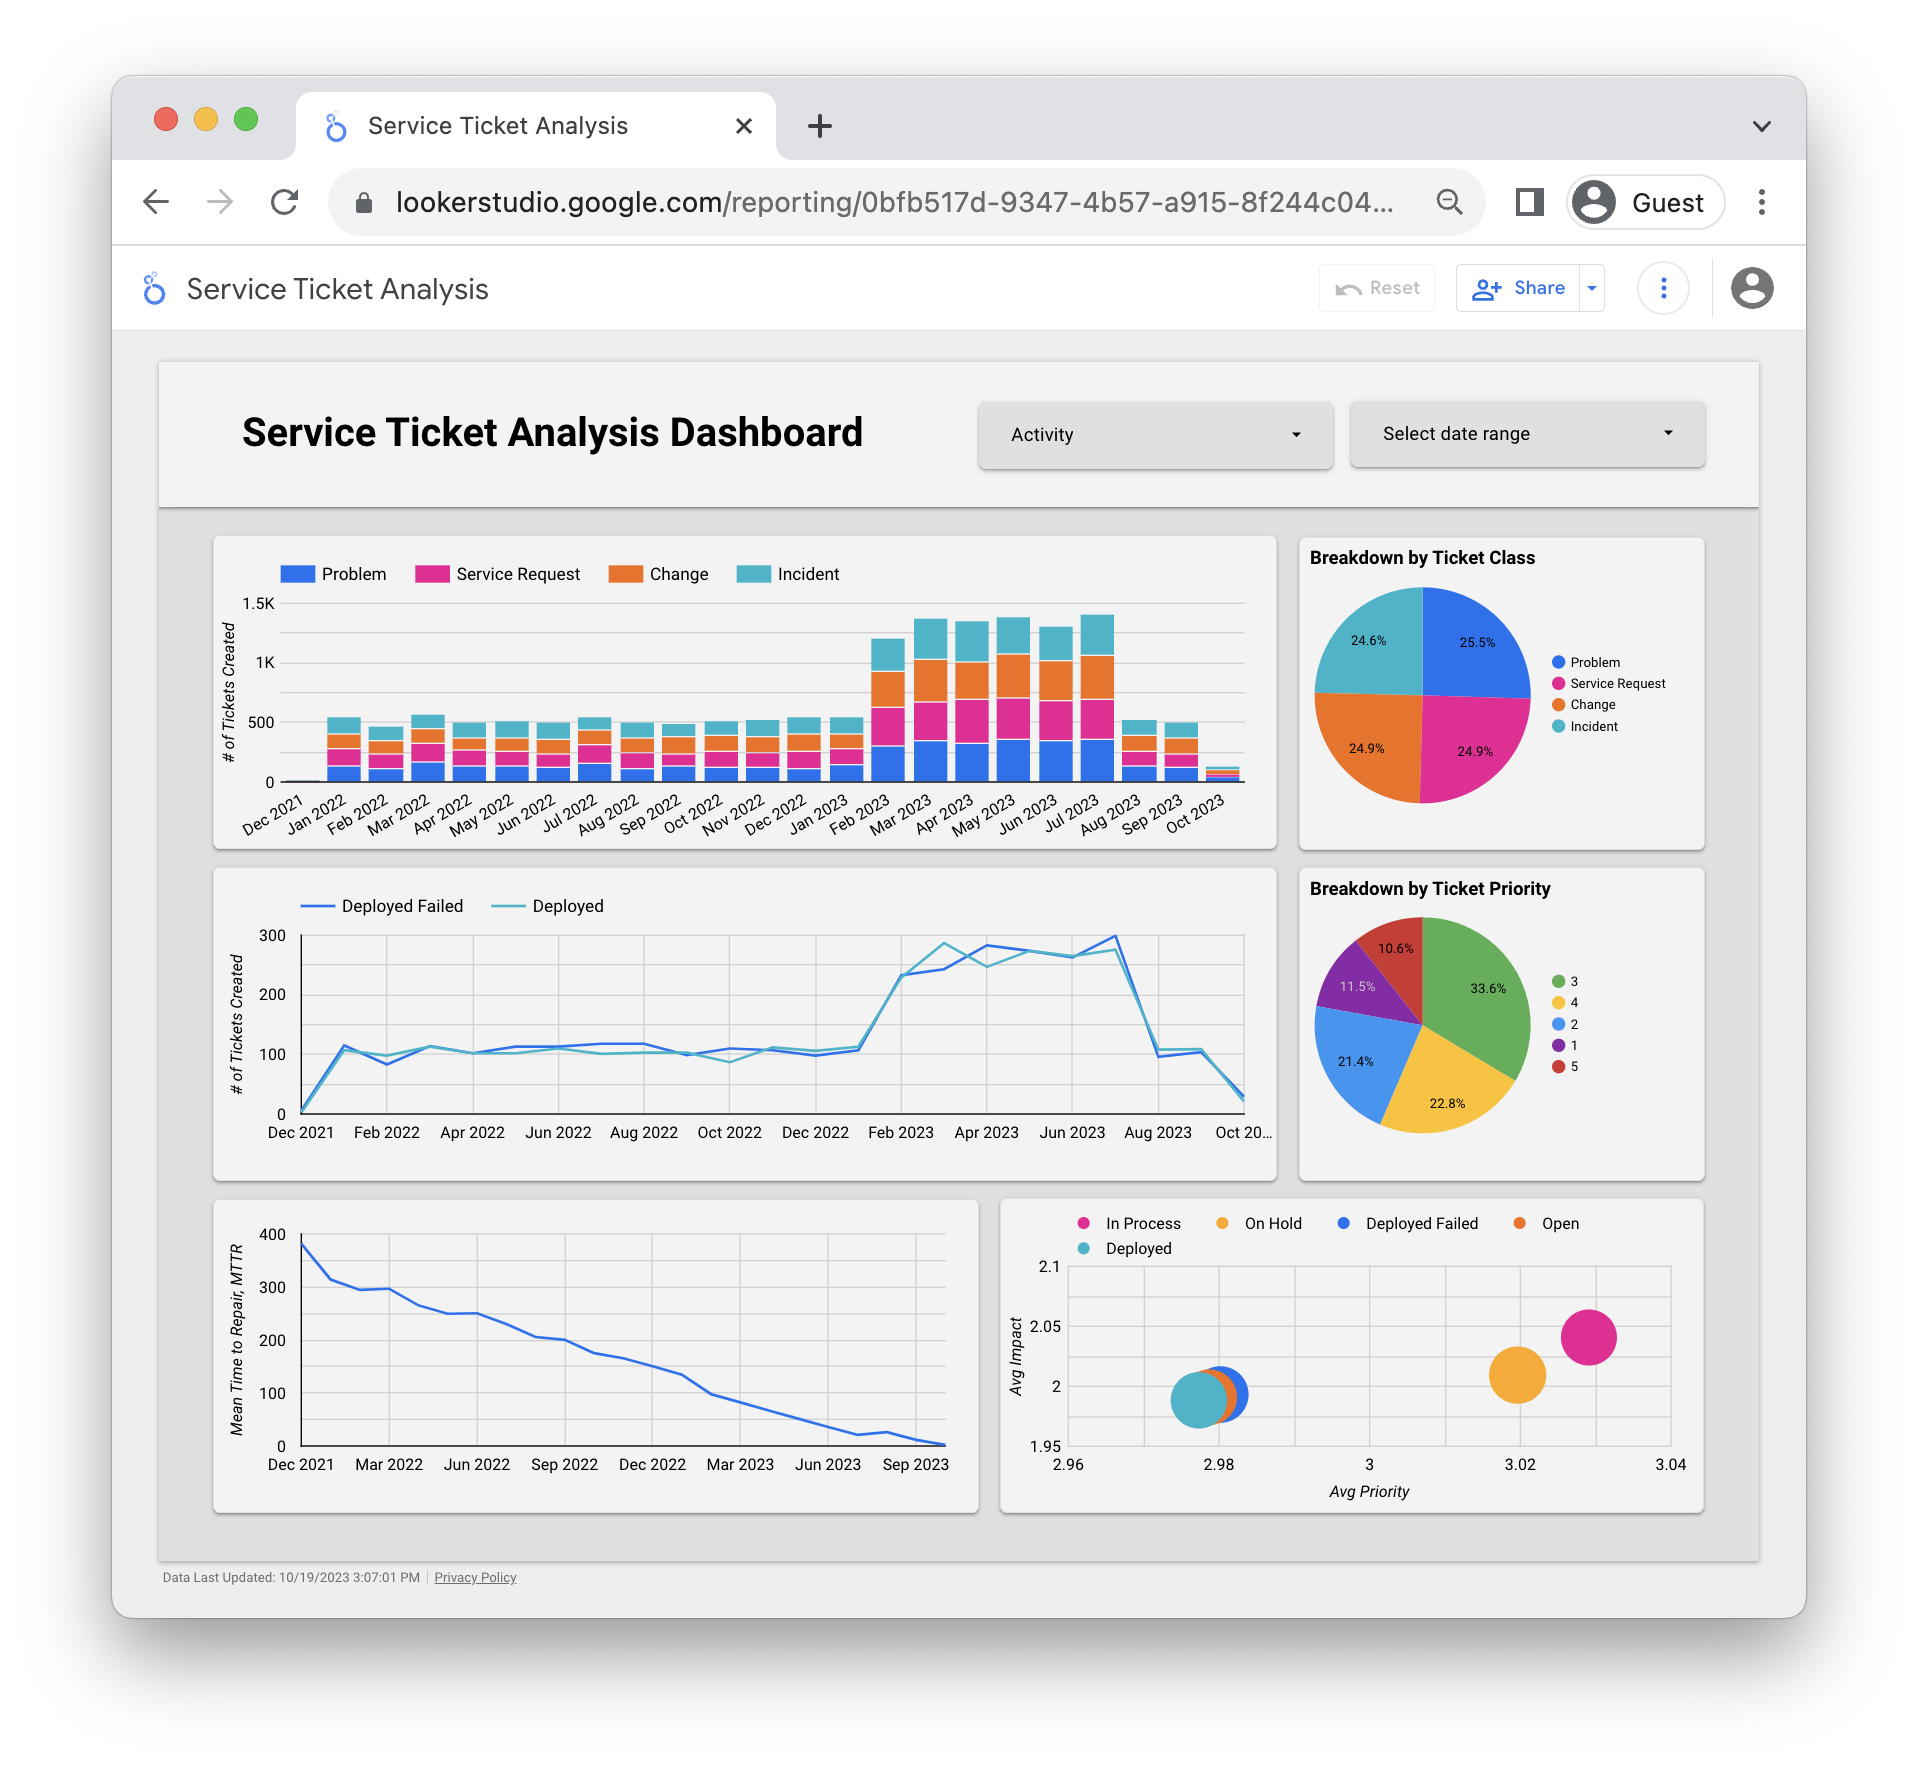 Service Ticket Analysis
lookerstudio.google.com/reporting/0bfb517d-9347-4b57-a915-8f244c04...
Guest
Service Ticket Analysis
Reset
Share
Service Ticket Analysis Dashboard
Activity
Select date range
Problem
Service Request
Change
Incident
# of Tickets Created
1.5K
1K
500
0
Dec 2021
Jan 2022
Feb 2022
Mar 2022
Apr 2022
May 2022
Jun 2022
Jul 2022
Aug 2022
Sep 2022
Oct 2022
Nov 2022
Dec 2022
Jan 2023
Feb 2023
Mar 2023
Apr 2023
May 2023
Jun 2023
Jul 2023
Aug 2023
Sep 2023
Oct 2023
Breakdown by Ticket Class
24.6%
25.5%
24.9%
24.9%
Problem
Service Request
Change
Incident
Deployed Failed
Deployed
# of Tickets Created
300
200
100
0
Dec 2021
Feb 2022
Apr 2022
Jun 2022
Aug 2022
Oct 2022
Dec 2022
Feb 2023
Apr 2023
Jun 2023
Aug 2023
Oct 20...
Breakdown by Ticket Priority
10.6%
11.5%
33.6%
21.4%
22.8%
3
4
2
1
5
Mean Time to Repair, MTTR
400
300
200
100
0
Dec 2021
Mar 2022
Jun 2022
Sep 2022
Dec 2022
Mar 2023
Jun 2023
Sep 2023
In Process
On Hold
Deployed Failed
Open
Deployed
Avg Impact
2.1
2.05
2
1.95
2.96
2.98
3
3.02
3.04
Avg Priority
Data Last Updated: 10/19/2023 3:07:01 PM
Privacy Policy